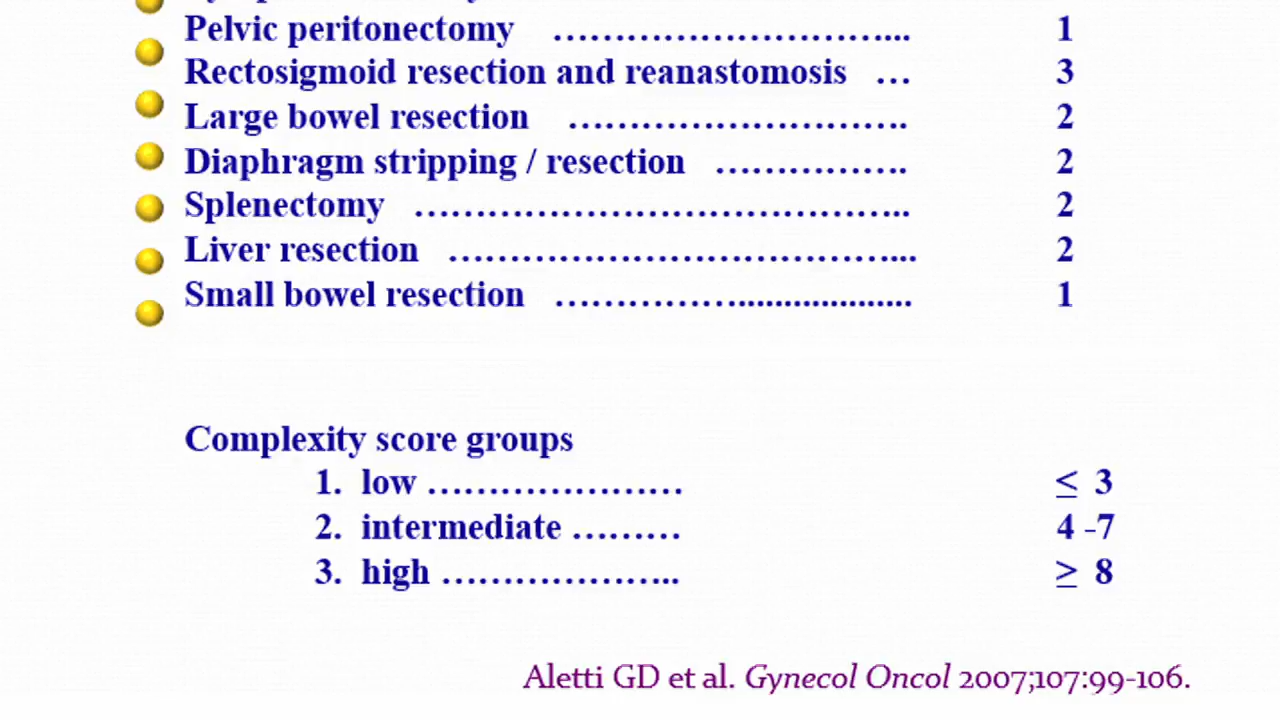 Pelvic peritonectomy ………………………... 1
Rectosigmoid resection and reanastomosis … 3
Large bowel resection ………………………. 2
Diaphragm stripping / resection ……………. 2
Splenectomy ………………………………….. 2
Liver resection ………………………………... 2
Small bowel resection ……………..................... 1
Complexity score groups
1. low ………………… ≤ 3
2. intermediate ……… 4 -7
3. high ……………….. ≥ 8
Aletti GD et al. Gynecol Oncol 2007;107:99-106.